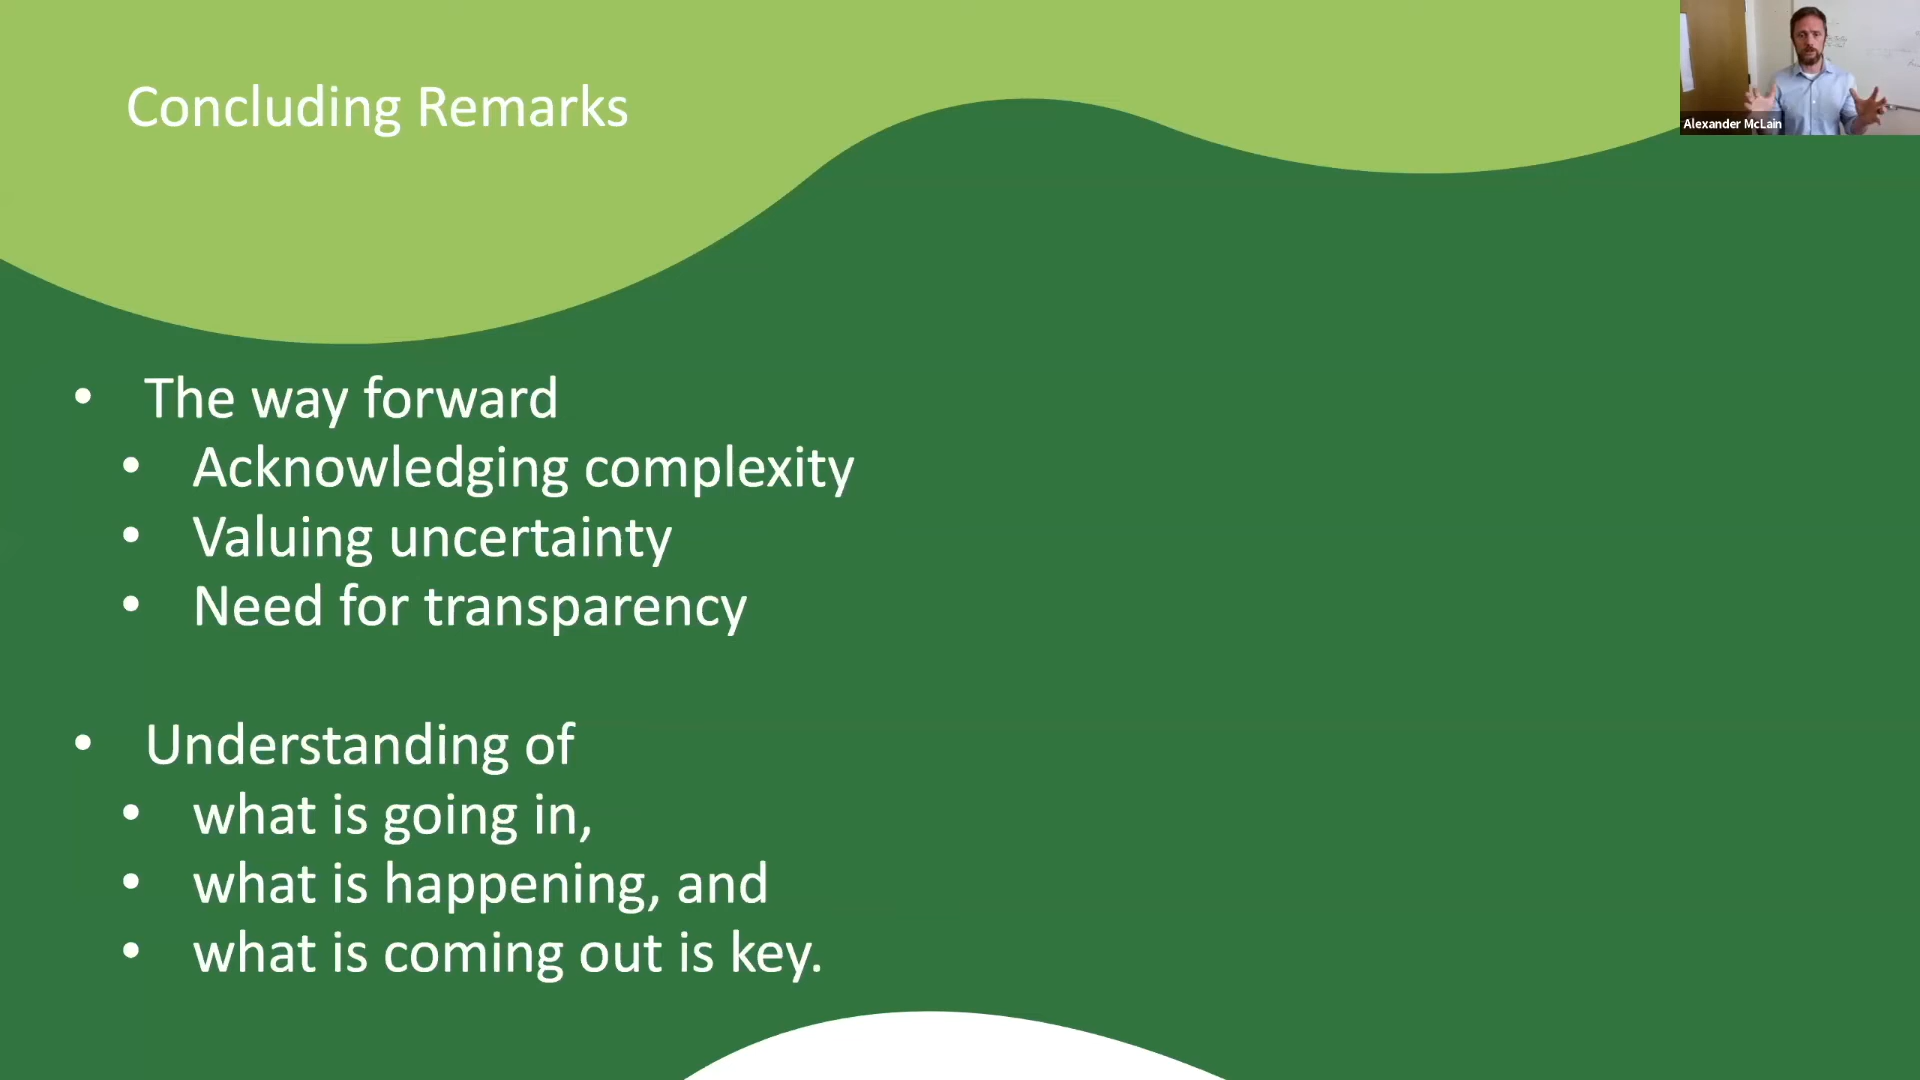 Concluding Remarks
Alexander McLain
• The way forward
• Acknowledging complexity
• Valuing uncertainty
• Need for transparency
• Understanding of
• what is going in,
• what is happening, and
• what is coming out is key.